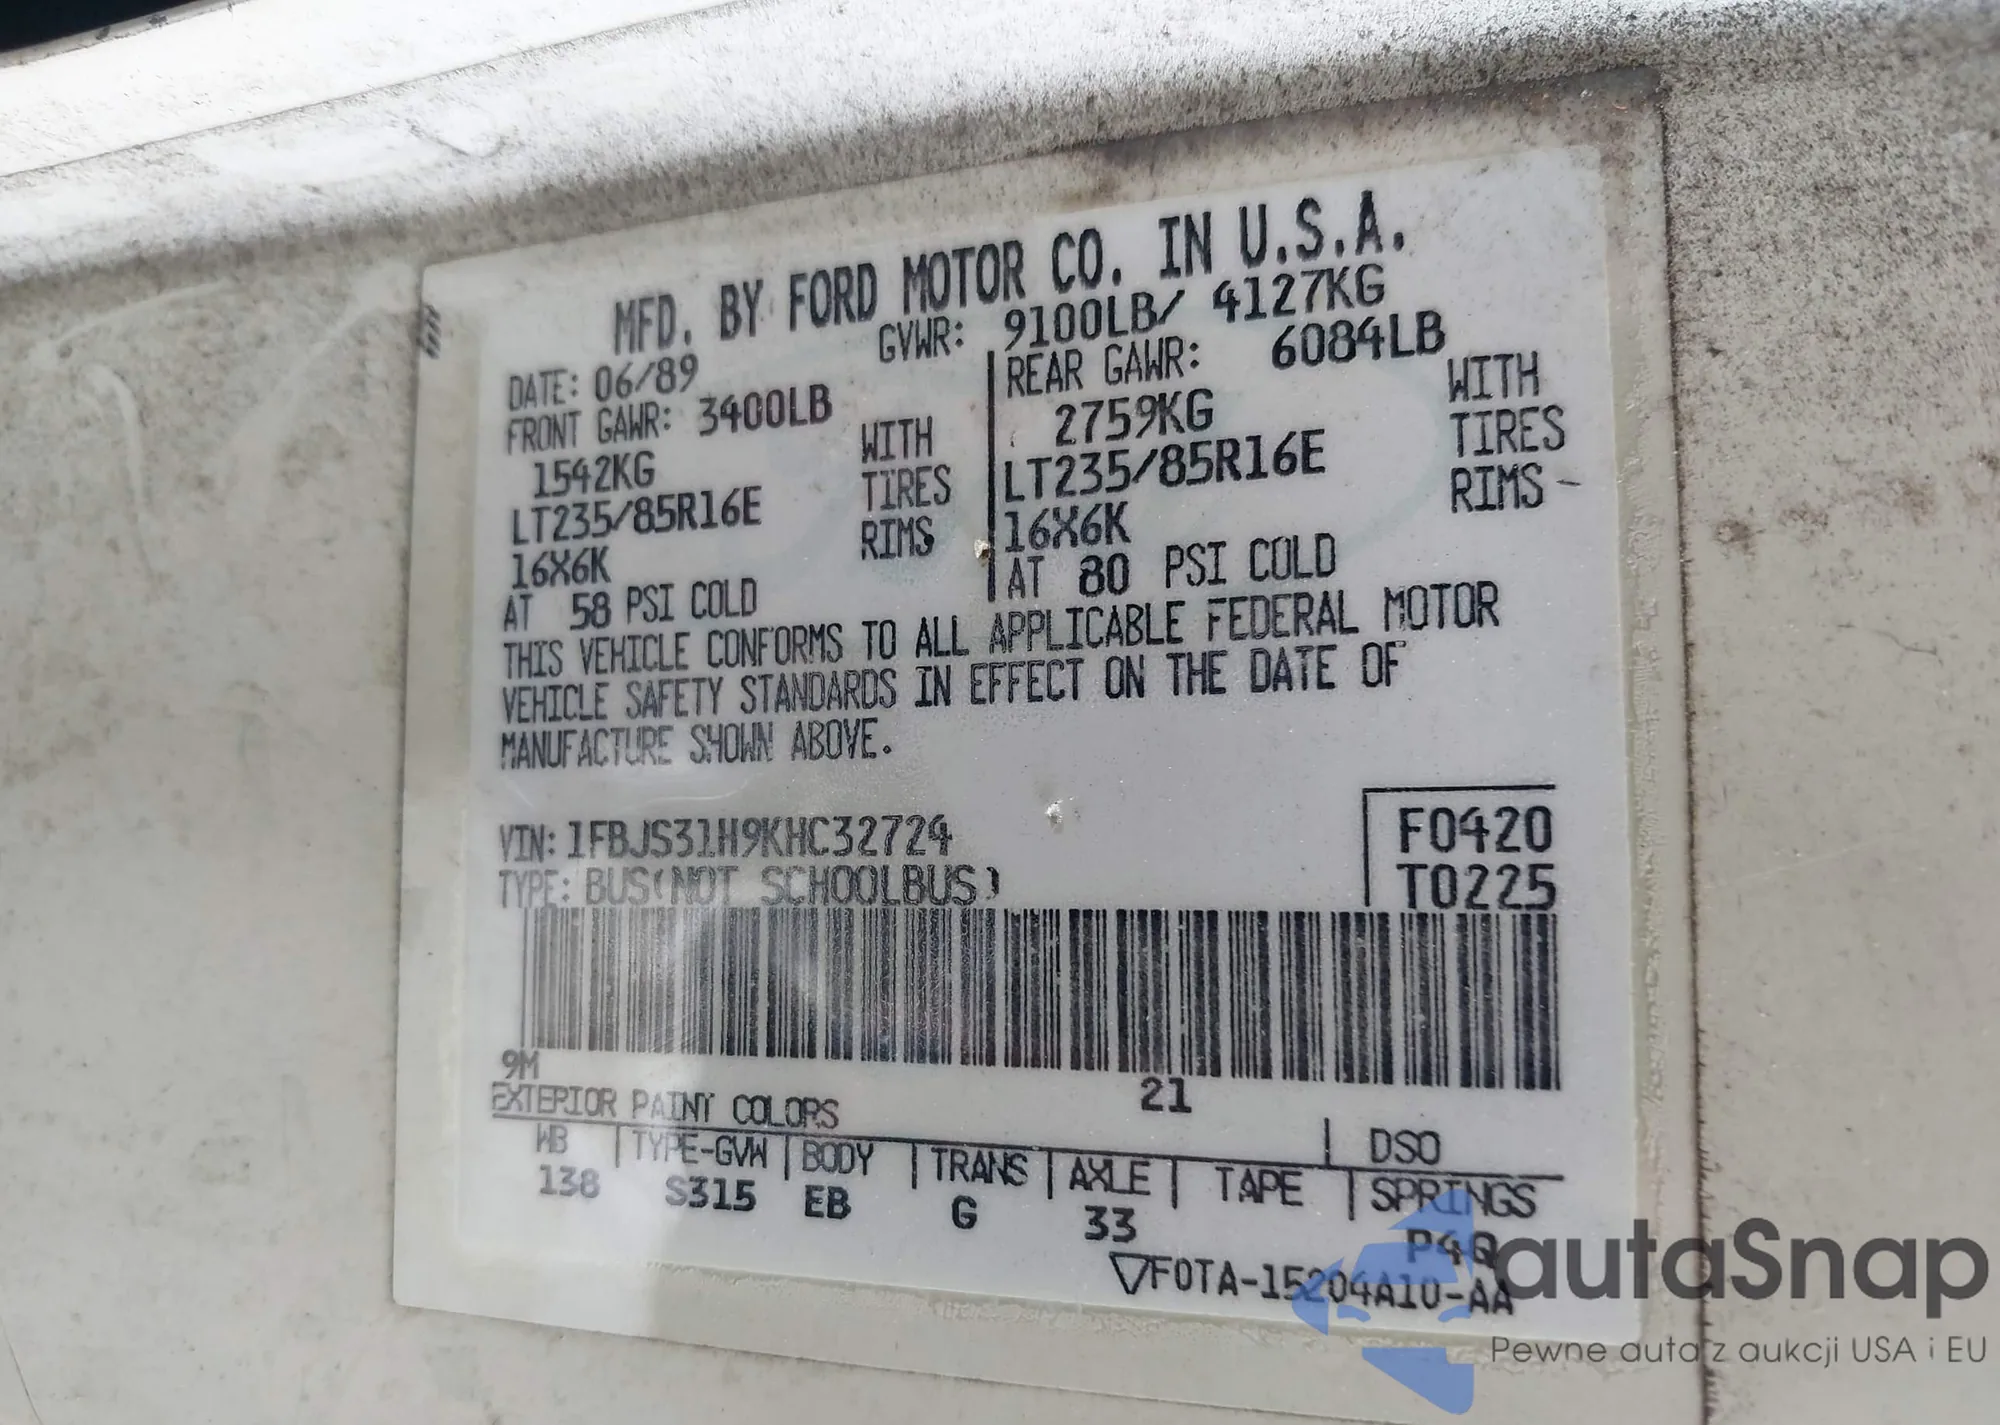 MFD. BY FORD MOTOR CO. IN U.S.A.
DATE: 06/89 GVWR: 9100LB/ 4127KG
FRONT GAWR: 3400LB REAR GAWR: 6084LB
1542KG WITH 2759KG WITH
LT235/85R16E TIRES LT235/85R16E TIRES
16X6K RIMS 16X6K RIMS
AT 58 PSI COLD AT 80 PSI COLD
THIS VEHICLE CONFORMS TO ALL APPLICABLE FEDERAL MOTOR
VEHICLE SAFETY STANDARDS IN EFFECT ON THE DATE OF
MANUFACTURE SHOWN ABOVE.
VIN: 1FBJS31H9KHC32724 F0420
TYPE: BUS(NOT SCHOOLBUS) T0225
9M 21
EXTERIOR PAINT COLORS DSO
WB TYPE-GVW BODY TRANS AXLE TAPE SPRINGS
138 S315 EB G 33 P4Q
F0TA-15204A10-AA
autaSnap
Pewne auta z aukcji USA i EU